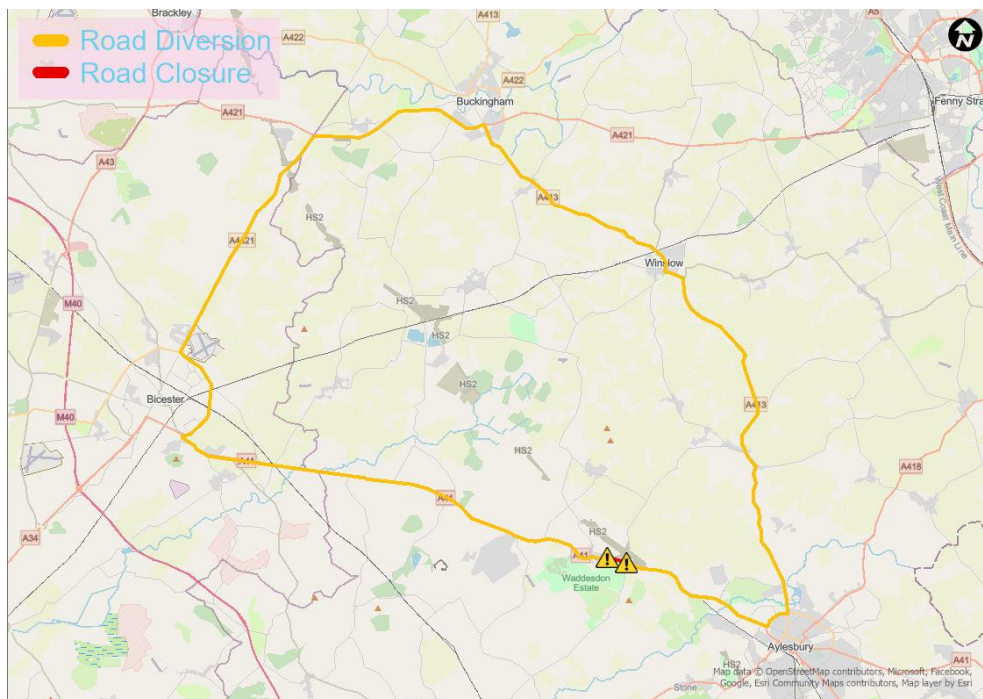 Brackley
A413
A5
Road Diversion
A422
N
Road Closure
A422
Buckingham
Fenny Stra
A421
A421
A43
West Coast Main Line
HS2
A413
A4421
Winslow
HS2
M40
HS2
HS2
Bicester
A413
M40
HS2
A41
A418
A41
HS2
A34
A41
Waddesdon
Estate
Aylesbury
HS2
A41
Stone
Map data © OpenStreetMap contributors, Microsoft, Facebook,
Google, Esri Community Maps contributors, Map layer by Esri